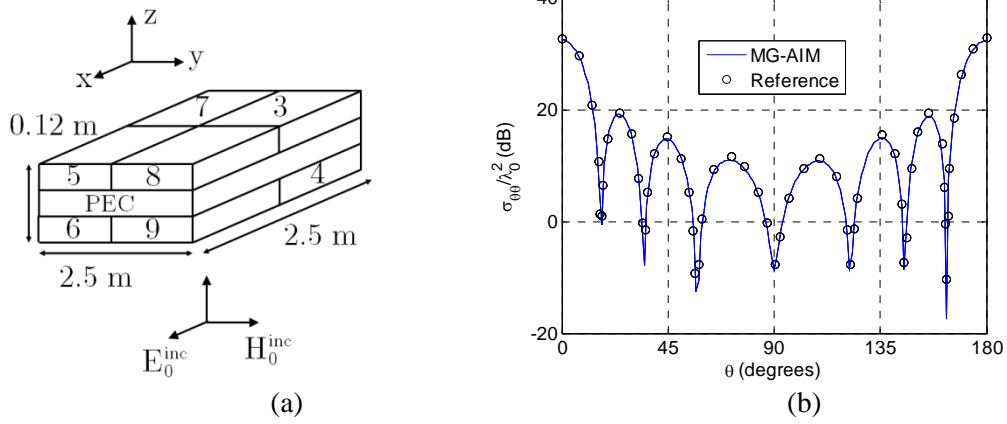 z
y
x
7
3
0.12 m
5
8
4
PEC
6
9
2.5 m
2.5 m
E₀ⁱⁿᶜ
H₀ⁱⁿᶜ
(a)
40
20
0
-20
σθθ/λ₀² (dB)
MG-AIM
Reference
0
45
90
135
180
θ (degrees)
(b)